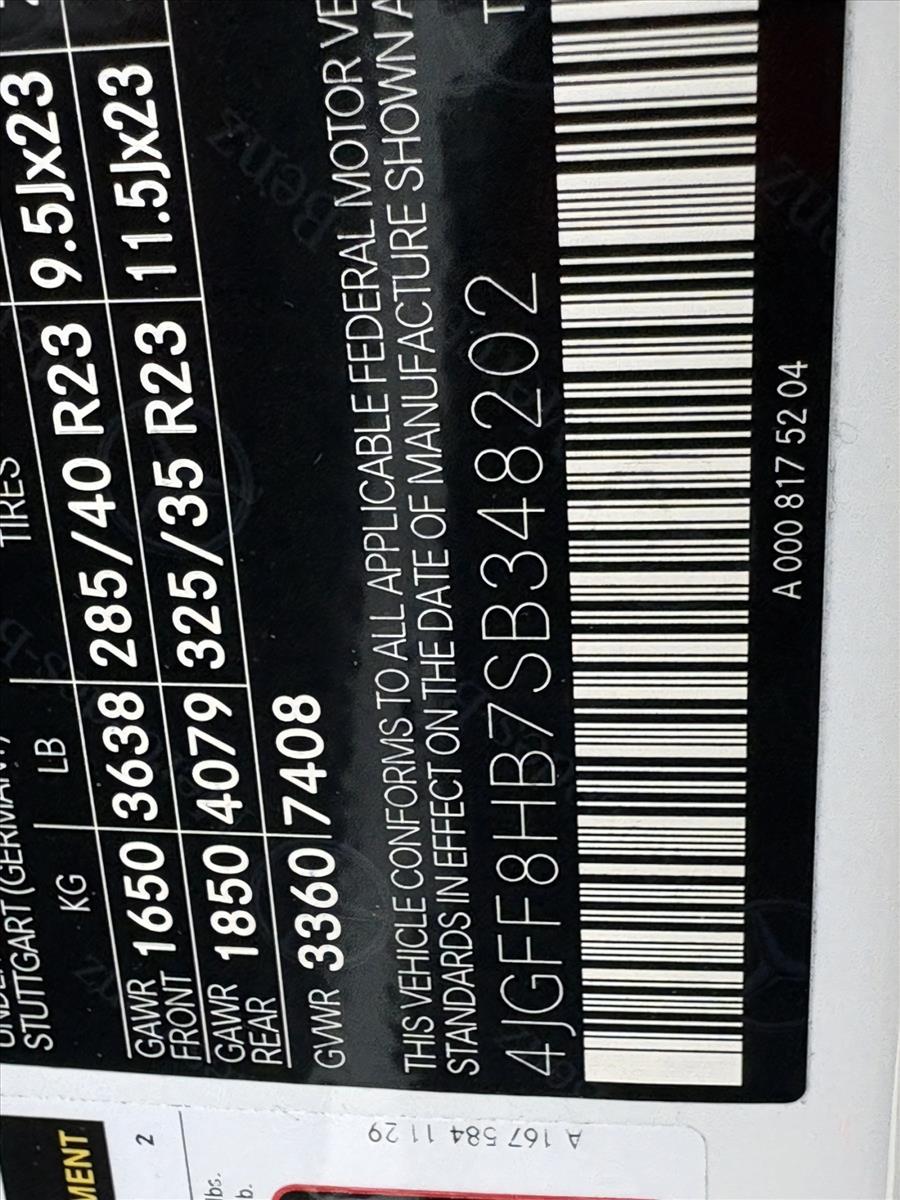 STUTTGART (GERMANY)
TIRES
KG LB
GAWR FRONT 1650 3638 285/40 R23 9.5Jx23
GAWR REAR 1850 4079 325/35 R23 11.5Jx23
GVWR 3360 7408
THIS VEHICLE CONFORMS TO ALL APPLICABLE FEDERAL MOTOR VE
STANDARDS IN EFFECT ON THE DATE OF MANUFACTURE SHOWN A
4JGFF8HB7SB348202
A 000 817 52 04
A 167 584 11 29
MENT
2
lbs.
b.